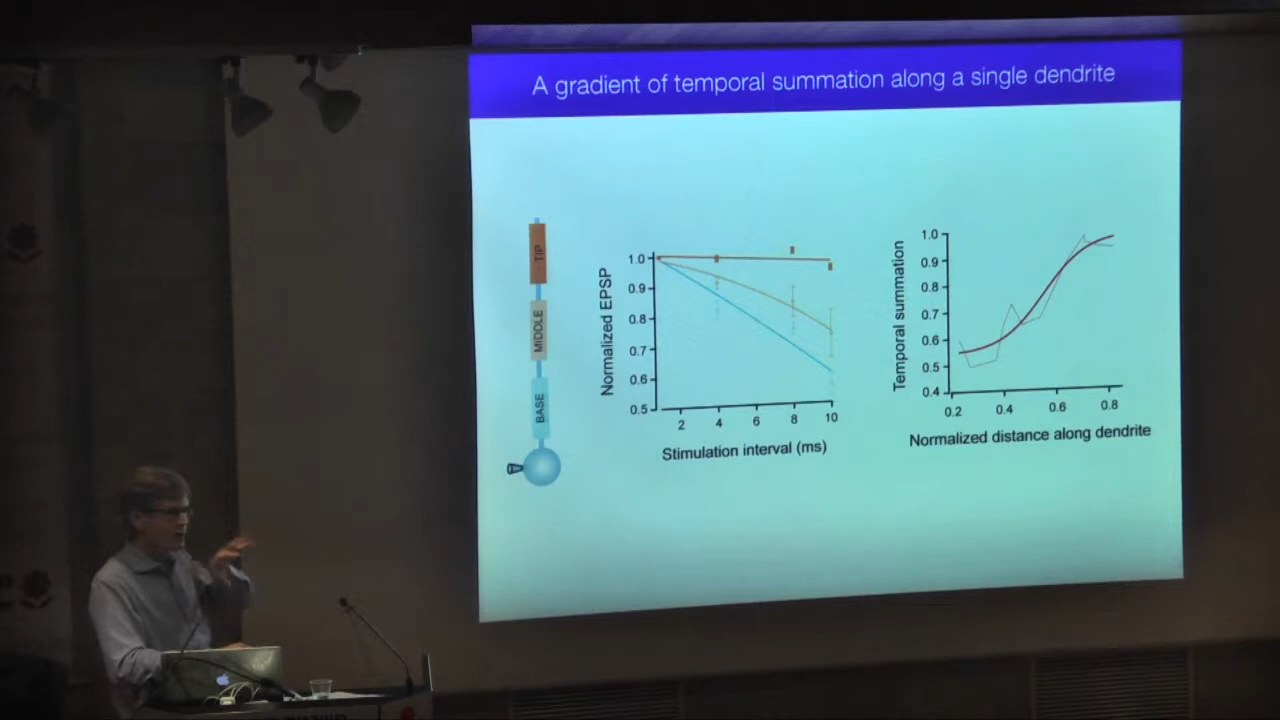 A gradient of temporal summation along a single dendrite
TIP
MIDDLE
BASE
Normalized EPSP
1.0
0.9
0.8
0.7
0.6
0.5
2 4 6 8 10
Stimulation interval (ms)
Temporal summation
1.0
0.9
0.8
0.7
0.6
0.5
0.4
0.2 0.4 0.6 0.8
Normalized distance along dendrite